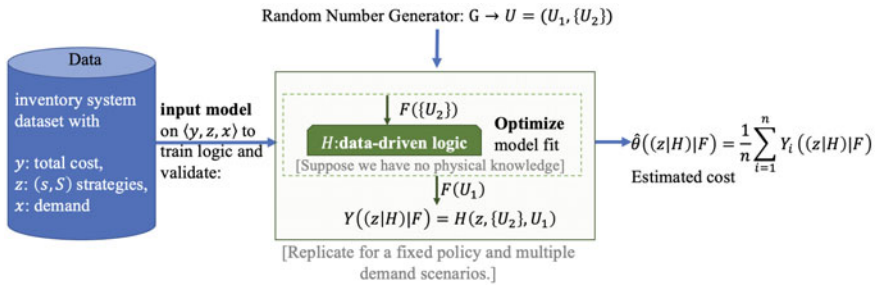 Random Number Generator: G → U = (U₁, {U₂})
Data
inventory system
dataset with
y: total cost,
z: (s, S) strategies,
x: demand
input model
on ⟨y, z, x⟩ to
train logic and
validate:
F({U₂})
H:data-driven logic
Optimize
model fit
[Suppose we have no physical knowledge]
F(U₁)
Y((z|H)|F) = H(z, {U₂}, U₁)
[Replicate for a fixed policy and multiple
demand scenarios.]
θ̂((z|H)|F) = 1/n ∑ᵢ₌₁ⁿ Yᵢ((z|H)|F)
Estimated cost